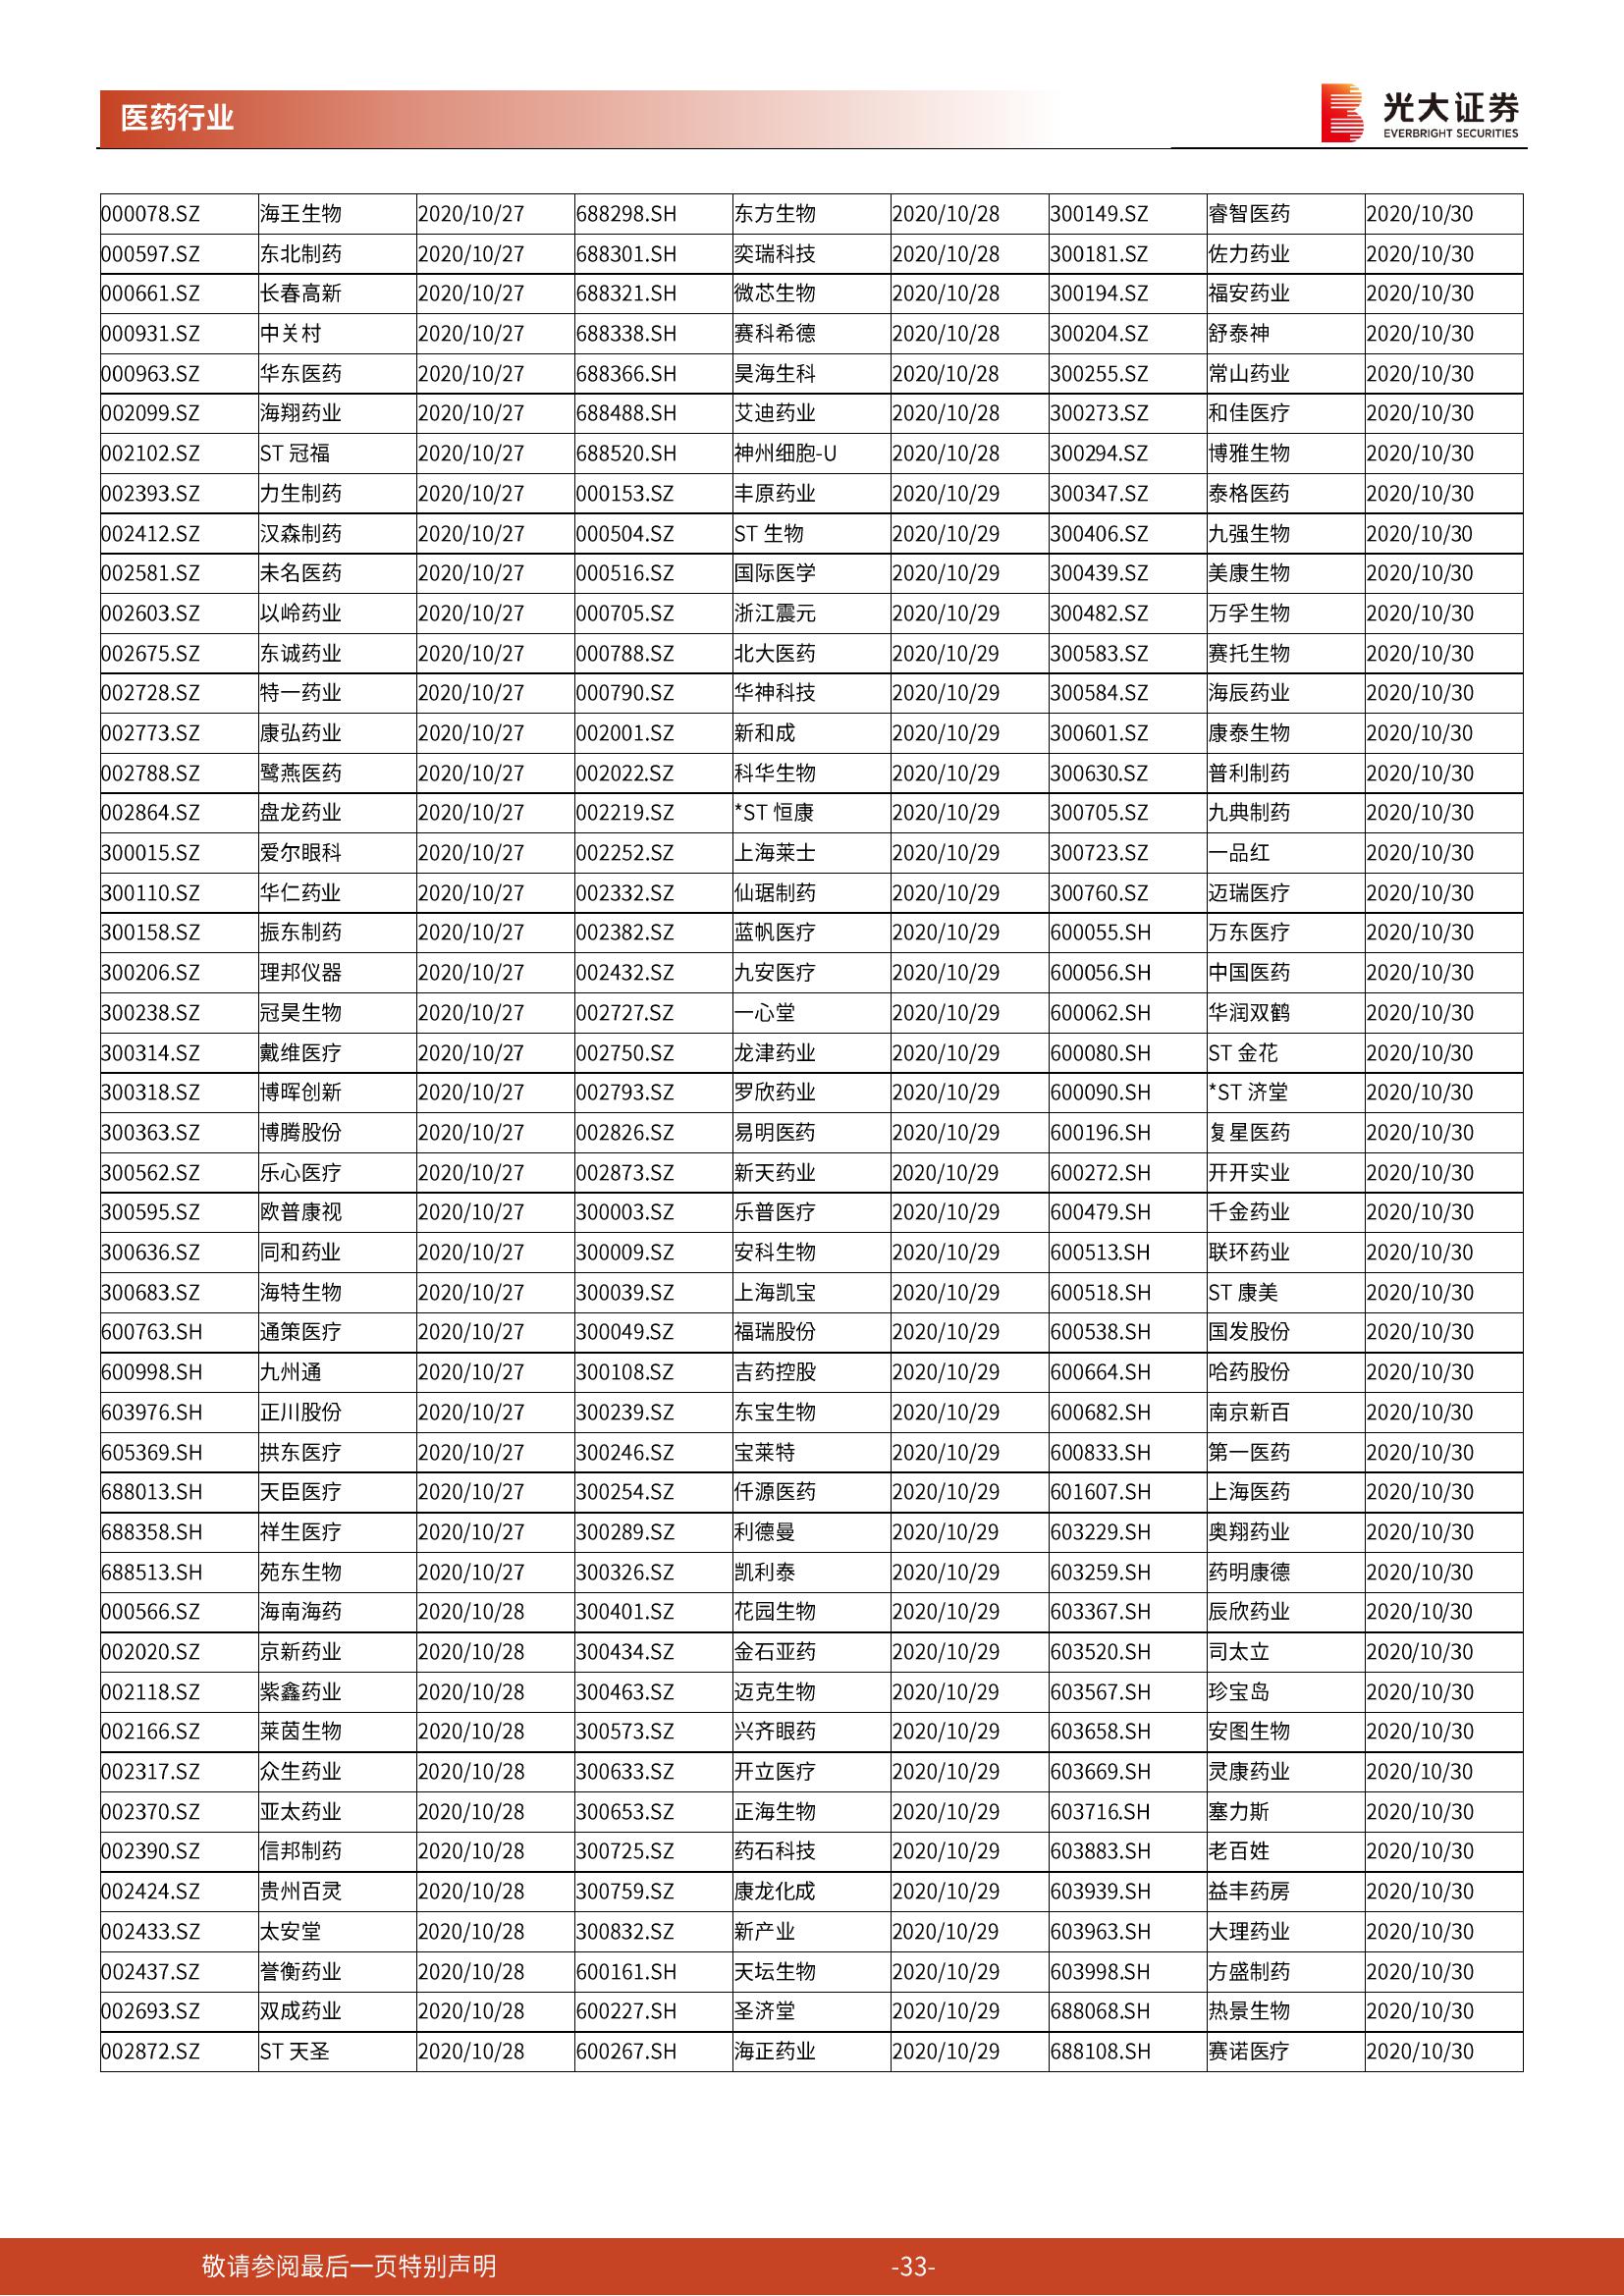 医药行业
光大证券
EVERBRIGHT SECURITIES
000078.SZ 海王生物 2020/10/27 688298.SH 东方生物 2020/10/28 300149.SZ 睿智医药 2020/10/30
000597.SZ 东北制药 2020/10/27 688301.SH 奕瑞科技 2020/10/28 300181.SZ 佐力药业 2020/10/30
000661.SZ 长春高新 2020/10/27 688321.SH 微芯生物 2020/10/28 300194.SZ 福安药业 2020/10/30
000931.SZ 中关村 2020/10/27 688338.SH 赛科希德 2020/10/28 300204.SZ 舒泰神 2020/10/30
000963.SZ 华东医药 2020/10/27 688366.SH 昊海生科 2020/10/28 300255.SZ 常山药业 2020/10/30
002099.SZ 海翔药业 2020/10/27 688488.SH 艾迪药业 2020/10/28 300273.SZ 和佳医疗 2020/10/30
002102.SZ ST 冠福 2020/10/27 688520.SH 神州细胞-U 2020/10/28 300294.SZ 博雅生物 2020/10/30
002393.SZ 力生制药 2020/10/27 000153.SZ 丰原药业 2020/10/29 300347.SZ 泰格医药 2020/10/30
002412.SZ 汉森制药 2020/10/27 000504.SZ ST 生物 2020/10/29 300406.SZ 九强生物 2020/10/30
002581.SZ 未名医药 2020/10/27 000516.SZ 国际医学 2020/10/29 300439.SZ 美康生物 2020/10/30
002603.SZ 以岭药业 2020/10/27 000705.SZ 浙江震元 2020/10/29 300482.SZ 万孚生物 2020/10/30
002675.SZ 东诚药业 2020/10/27 000788.SZ 北大医药 2020/10/29 300583.SZ 赛托生物 2020/10/30
002728.SZ 特一药业 2020/10/27 000790.SZ 华神科技 2020/10/29 300584.SZ 海辰药业 2020/10/30
002773.SZ 康弘药业 2020/10/27 002001.SZ 新和成 2020/10/29 300601.SZ 康泰生物 2020/10/30
002788.SZ 鹭燕医药 2020/10/27 002022.SZ 科华生物 2020/10/29 300630.SZ 普利制药 2020/10/30
002864.SZ 盘龙药业 2020/10/27 002219.SZ *ST 恒康 2020/10/29 300705.SZ 九典制药 2020/10/30
300015.SZ 爱尔眼科 2020/10/27 002252.SZ 上海莱士 2020/10/29 300723.SZ 一品红 2020/10/30
300110.SZ 华仁药业 2020/10/27 002332.SZ 仙琚制药 2020/10/29 300760.SZ 迈瑞医疗 2020/10/30
300158.SZ 振东制药 2020/10/27 002382.SZ 蓝帆医疗 2020/10/29 600055.SH 万东医疗 2020/10/30
300206.SZ 理邦仪器 2020/10/27 002432.SZ 九安医疗 2020/10/29 600056.SH 中国医药 2020/10/30
300238.SZ 冠昊生物 2020/10/27 002727.SZ 一心堂 2020/10/29 600062.SH 华润双鹤 2020/10/30
300314.SZ 戴维医疗 2020/10/27 002750.SZ 龙津药业 2020/10/29 600080.SH ST 金花 2020/10/30
300318.SZ 博晖创新 2020/10/27 002793.SZ 罗欣药业 2020/10/29 600090.SH *ST 济堂 2020/10/30
300363.SZ 博腾股份 2020/10/27 002826.SZ 易明医药 2020/10/29 600196.SH 复星医药 2020/10/30
300562.SZ 乐心医疗 2020/10/27 002873.SZ 新天药业 2020/10/29 600272.SH 开开实业 2020/10/30
300595.SZ 欧普康视 2020/10/27 300003.SZ 乐普医疗 2020/10/29 600479.SH 千金药业 2020/10/30
300636.SZ 同和药业 2020/10/27 300009.SZ 安科生物 2020/10/29 600513.SH 联环药业 2020/10/30
300683.SZ 海特生物 2020/10/27 300039.SZ 上海凯宝 2020/10/29 600518.SH ST 康美 2020/10/30
600763.SH 通策医疗 2020/10/27 300049.SZ 福瑞股份 2020/10/29 600538.SH 国发股份 2020/10/30
600998.SH 九州通 2020/10/27 300108.SZ 吉药控股 2020/10/29 600664.SH 哈药股份 2020/10/30
603976.SH 正川股份 2020/10/27 300239.SZ 东宝生物 2020/10/29 600682.SH 南京新百 2020/10/30
605369.SH 拱东医疗 2020/10/27 300246.SZ 宝莱特 2020/10/29 600833.SH 第一医药 2020/10/30
688013.SH 天臣医疗 2020/10/27 300254.SZ 仟源医药 2020/10/29 601607.SH 上海医药 2020/10/30
688358.SH 祥生医疗 2020/10/27 300289.SZ 利德曼 2020/10/29 603229.SH 奥翔药业 2020/10/30
688513.SH 苑东生物 2020/10/27 300326.SZ 凯利泰 2020/10/29 603259.SH 药明康德 2020/10/30
000566.SZ 海南海药 2020/10/28 300401.SZ 花园生物 2020/10/29 603367.SH 辰欣药业 2020/10/30
002020.SZ 京新药业 2020/10/28 300434.SZ 金石亚药 2020/10/29 603520.SH 司太立 2020/10/30
002118.SZ 紫鑫药业 2020/10/28 300463.SZ 迈克生物 2020/10/29 603567.SH 珍宝岛 2020/10/30
002166.SZ 莱茵生物 2020/10/28 300573.SZ 兴齐眼药 2020/10/29 603658.SH 安图生物 2020/10/30
002317.SZ 众生药业 2020/10/28 300633.SZ 开立医疗 2020/10/29 603669.SH 灵康药业 2020/10/30
002370.SZ 亚太药业 2020/10/28 300653.SZ 正海生物 2020/10/29 603716.SH 塞力斯 2020/10/30
002390.SZ 信邦制药 2020/10/28 300725.SZ 药石科技 2020/10/29 603883.SH 老百姓 2020/10/30
002424.SZ 贵州百灵 2020/10/28 300759.SZ 康龙化成 2020/10/29 603939.SH 益丰药房 2020/10/30
002433.SZ 太安堂 2020/10/28 300832.SZ 新产业 2020/10/29 603963.SH 大理药业 2020/10/30
002437.SZ 誉衡药业 2020/10/28 600161.SH 天坛生物 2020/10/29 603998.SH 方盛制药 2020/10/30
002693.SZ 双成药业 2020/10/28 600227.SH 圣济堂 2020/10/29 688068.SH 热景生物 2020/10/30
002872.SZ ST 天圣 2020/10/28 600267.SH 海正药业 2020/10/29 688108.SH 赛诺医疗 2020/10/30
敬请参阅最后一页特别声明 -33-